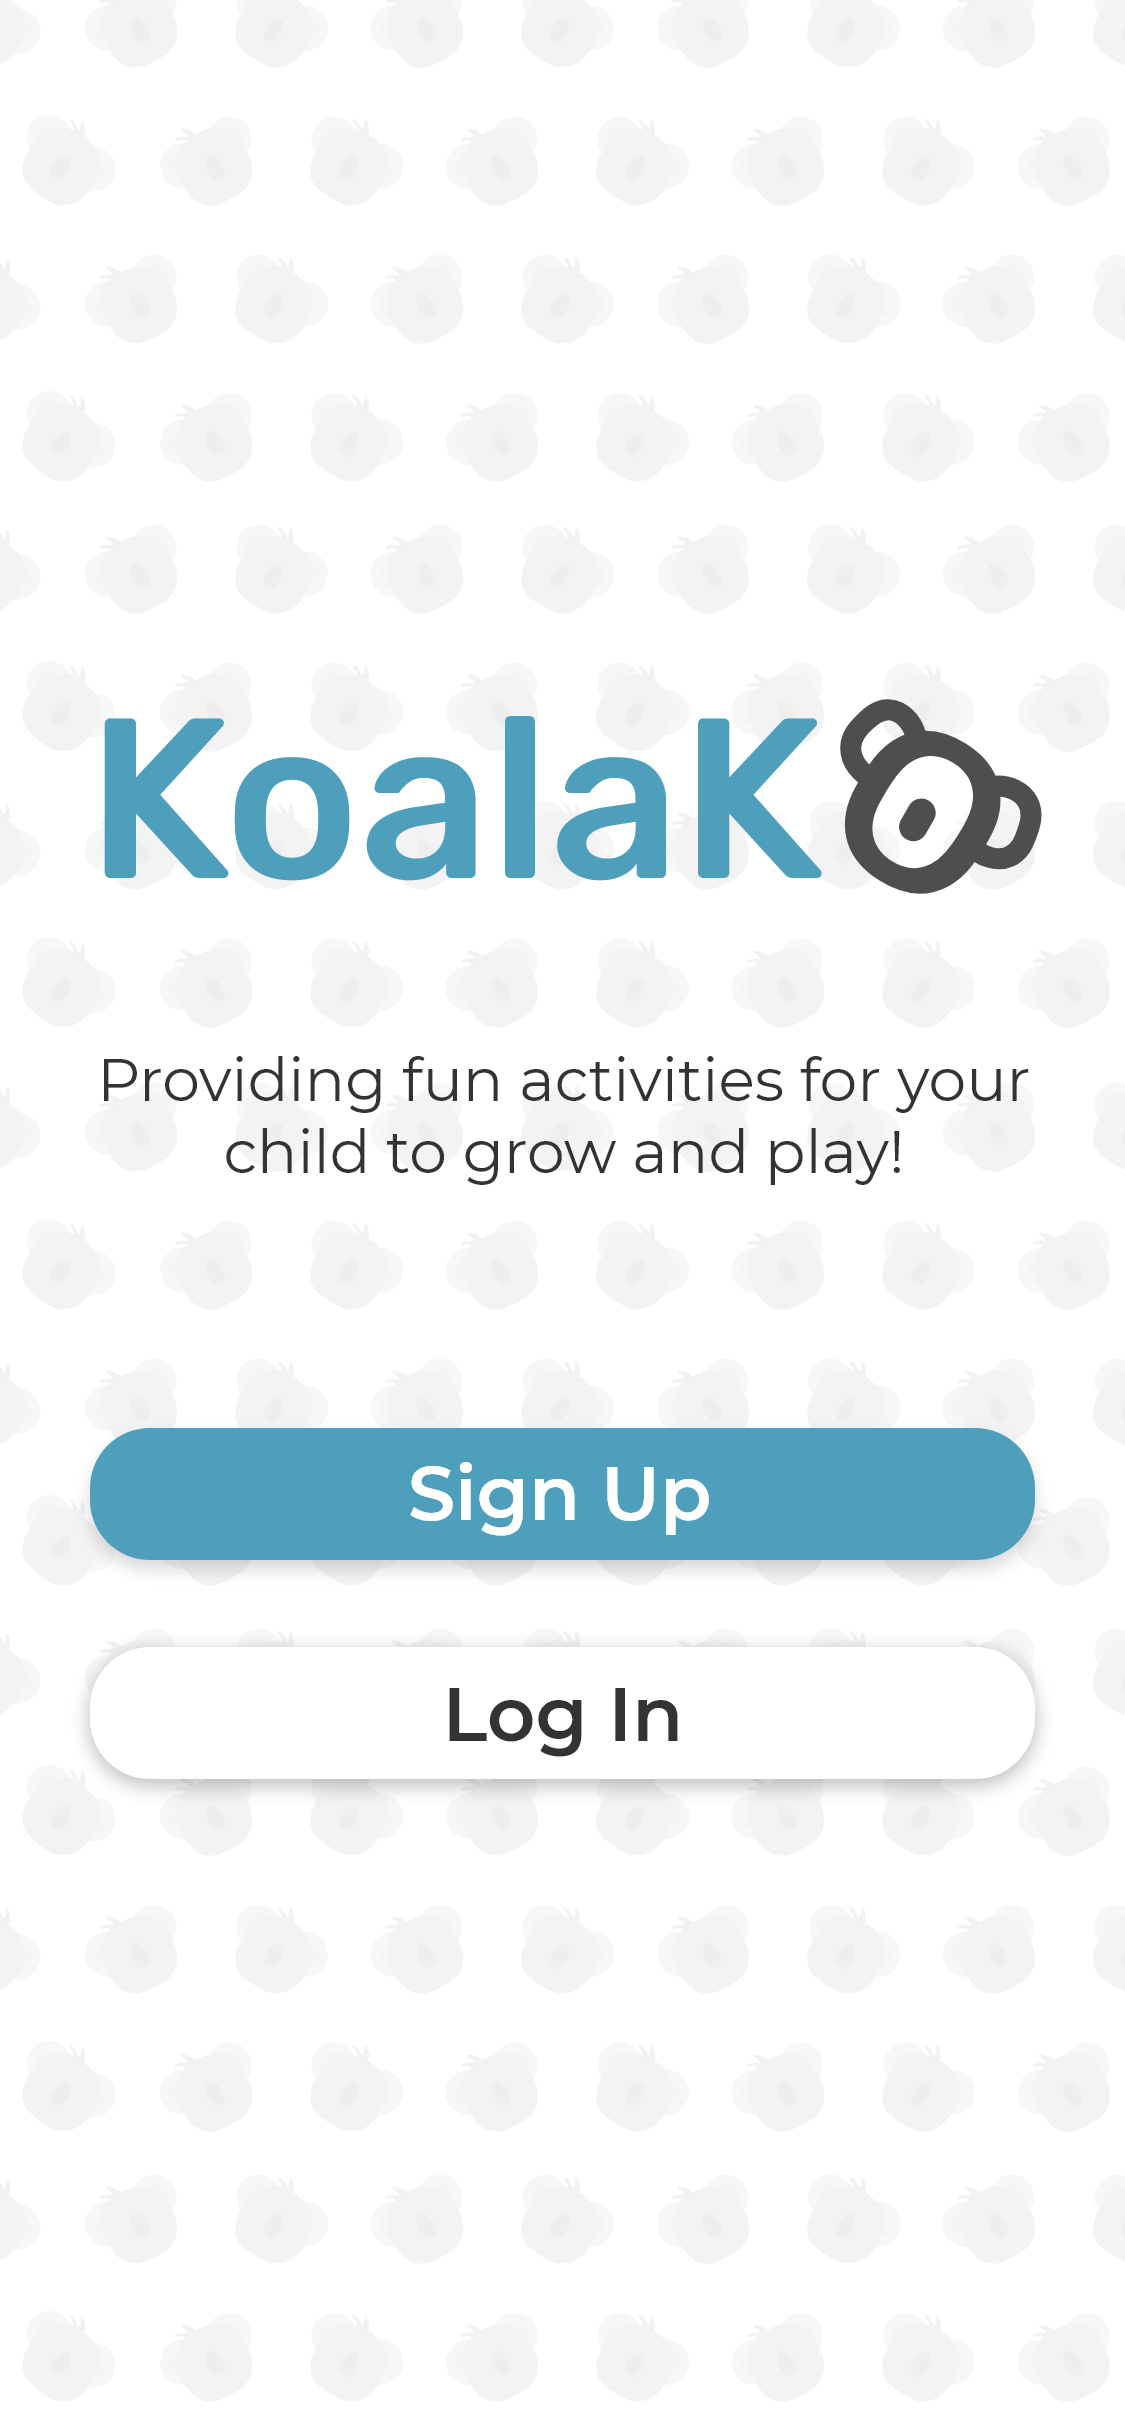 KoalaKo
Providing fun activities for your
child to grow and play!
Sign Up
Log In